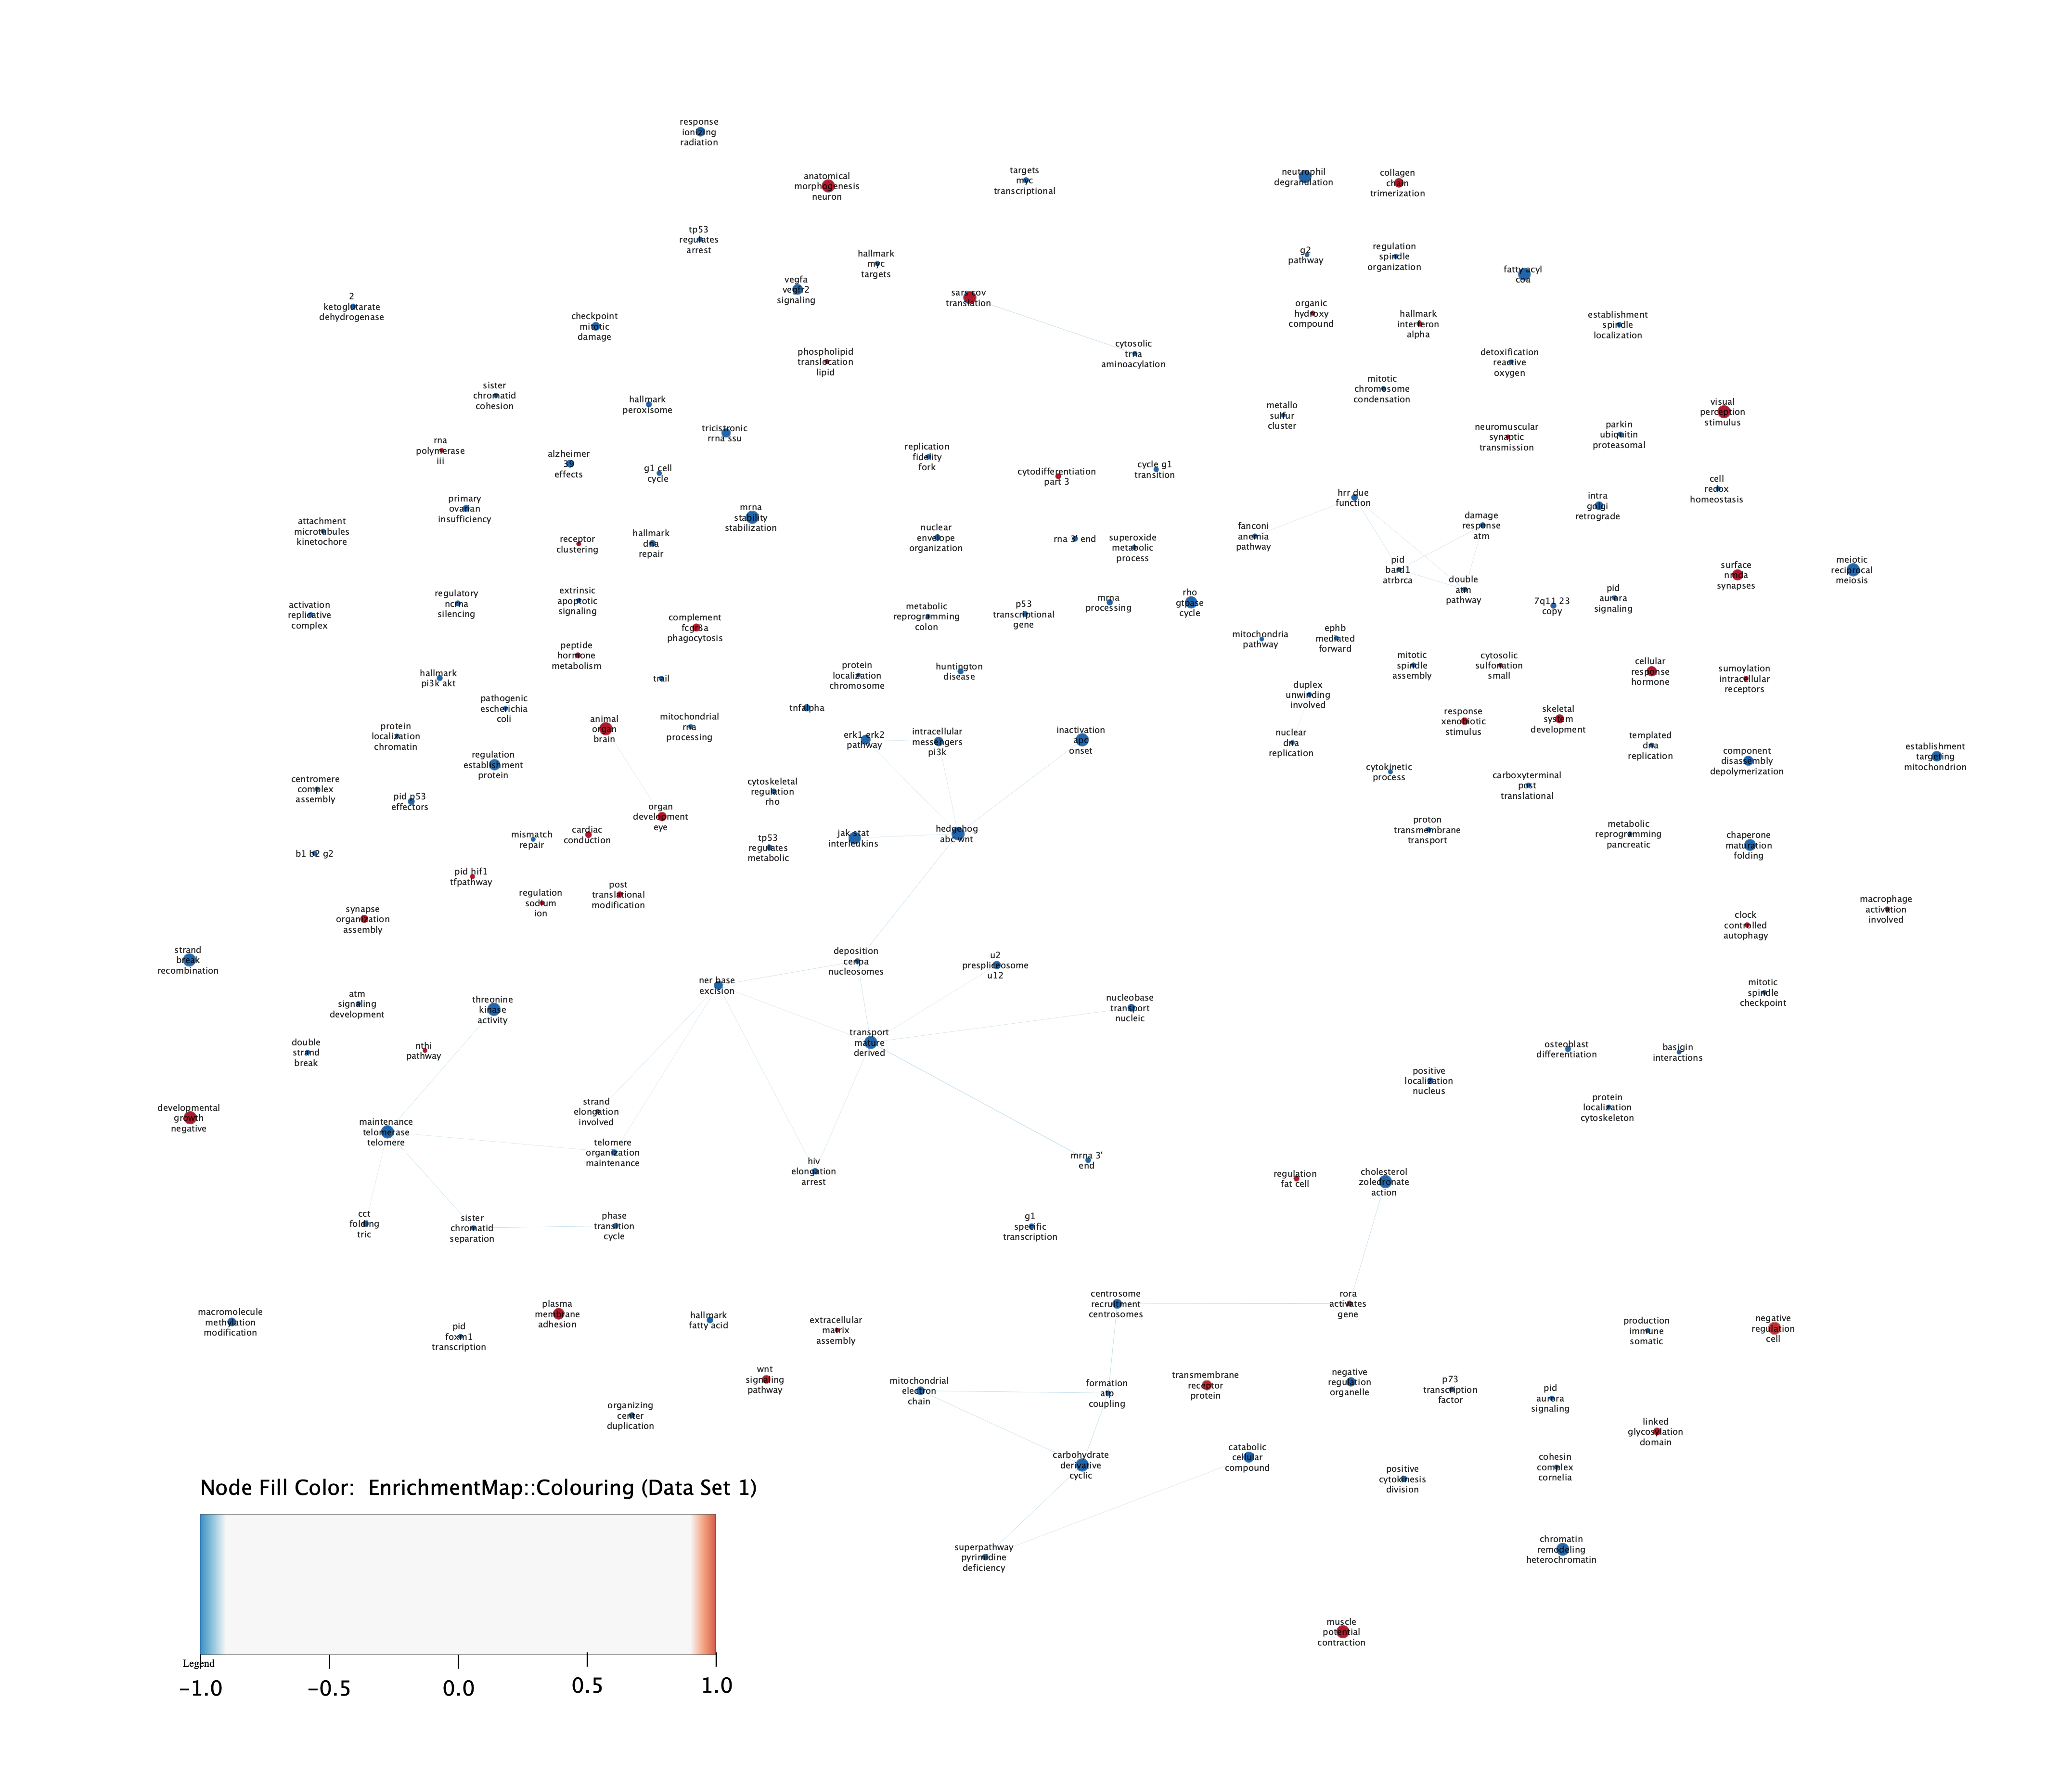 response
ionizing
radiation
anatomical
morphogenesis
neuron
targets
myc
transcriptional
neutrophil
degranulation
collagen
chain
trimerization
tp53
regulates
arrest
hallmark
myc
targets
g2
pathway
regulation
spindle
organization
fatty acyl
coa
vegfa
vegfr2
signaling
sars cov
translation
2
ketoglutarate
dehydrogenase
checkpoint
mitotic
damage
organic
hydroxy
compound
hallmark
interferon
alpha
establishment
spindle
localization
phospholipid
translocation
lipid
cytosolic
trna
aminoacylation
detoxification
reactive
oxygen
sister
chromatid
cohesion
hallmark
peroxisome
mitotic
chromosome
condensation
metallo
sulfur
cluster
visual
perception
stimulus
tricistronic
rrna ssu
neuromuscular
synaptic
transmission
parkin
ubiquitin
proteasomal
rna
polymerase
iii
alzheimer
39
effects
g1 cell
cycle
replication
fidelity
fork
cytodifferentiation
part 3
cycle g1
transition
cell
redox
homeostasis
primary
ovarian
insufficiency
mrna
stability
stabilization
hrr due
function
intra
golgi
retrograde
attachment
microtubules
kinetochore
receptor
clustering
hallmark
dna
repair
nuclear
envelope
organization
rna 3' end
superoxide
metabolic
process
fanconi
anemia
pathway
damage
response
atm
pid
bard1
atrbrca
double
atm
pathway
surface
nmda
synapses
meiotic
reciprocal
meiosis
activation
replicative
complex
regulatory
ncrna
silencing
extrinsic
apoptotic
signaling
complement
fcgr3a
phagocytosis
metabolic
reprogramming
colon
p53
transcriptional
gene
mrna
processing
rho
gtpase
cycle
7q11 23
copy
pid
aurora
signaling
peptide
hormone
metabolism
mitochondria
pathway
ephb
mediated
forward
hallmark
pi3k akt
trail
protein
localization
chromosome
huntington
disease
mitotic
spindle
assembly
cytosolic
sulfonation
small
cellular
response
hormone
sumoylation
intracellular
receptors
pathogenic
escherichia
coli
tnfalpha
duplex
unwinding
involved
protein
localization
chromatin
animal
organ
brain
mitochondrial
rna
processing
erk1 erk2
pathway
intracellular
messengers
pi3k
inactivation
apc
onset
nuclear
dna
replication
response
xenobiotic
stimulus
skeletal
system
development
templated
dna
replication
component
disassembly
depolymerization
establishment
targeting
mitochondrion
regulation
establishment
protein
cytokinetic
process
carboxyterminal
post
translational
centromere
complex
assembly
pid p53
effectors
cytoskeletal
regulation
rho
organ
development
eye
mismatch
repair
cardiac
conduction
tp53
regulates
metabolic
jak stat
interleukins
hedgehog
abc wnt
proton
transmembrane
transport
metabolic
reprogramming
pancreatic
chaperone
maturation
folding
b1 b2 g2
pid hif1
tfpathway
regulation
sodium
ion
post
translational
modification
synapse
organization
assembly
macrophage
activation
involved
clock
controlled
autophagy
strand
break
recombination
deposition
cenpa
nucleosomes
u2
prespliceosome
u12
ner base
excision
mitotic
spindle
checkpoint
atm
signaling
development
threonine
kinase
activity
nucleobase
transport
nucleic
double
strand
break
nthi
pathway
transport
mature
derived
osteoblast
differentiation
basigin
interactions
positive
localization
nucleus
developmental
growth
negative
maintenance
telomerase
telomere
strand
elongation
involved
protein
localization
cytoskeleton
telomere
organization
maintenance
hiv
elongation
arrest
mrna 3'
end
regulation
fat cell
cholesterol
zoledronate
action
cct
folding
tric
sister
chromatid
separation
phase
transition
cycle
g1
specific
transcription
macromolecule
methylation
modification
pid
foxm1
transcription
plasma
membrane
adhesion
hallmark
fatty acid
extracellular
matrix
assembly
centrosome
recruitment
centrosomes
rora
activates
gene
production
immune
somatic
negative
regulation
cell
wnt
signaling
pathway
mitochondrial
electron
chain
formation
atp
coupling
transmembrane
receptor
protein
negative
regulation
organelle
p73
transcription
factor
pid
aurora
signaling
organizing
center
duplication
linked
glycosylation
domain
carbohydrate
derivative
cyclic
catabolic
cellular
compound
positive
cytokinesis
division
cohesin
complex
cornelia
superpathway
pyrimidine
deficiency
chromatin
remodeling
heterochromatin
muscle
potential
contraction
Node Fill Color:  EnrichmentMap::Colouring (Data Set 1)
Legend
-1.0
-0.5
0.0
0.5
1.0